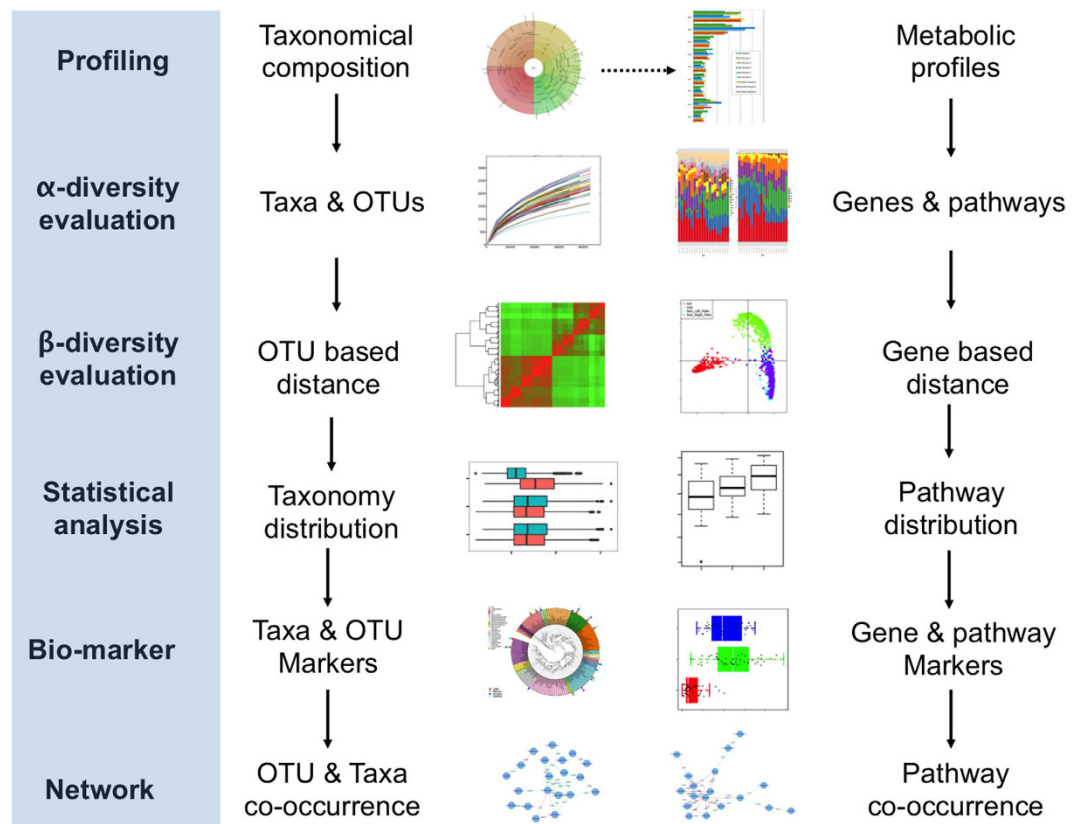 Profiling
Taxonomical
composition
Metabolic
profiles
α-diversity
evaluation
Taxa & OTUs
Genes & pathways
β-diversity
evaluation
OTU based
distance
Gene based
distance
Statistical
analysis
Taxonomy
distribution
Pathway
distribution
Bio-marker
Taxa & OTU
Markers
Gene & pathway
Markers
Network
OTU & Taxa
co-occurrence
Pathway
co-occurrence